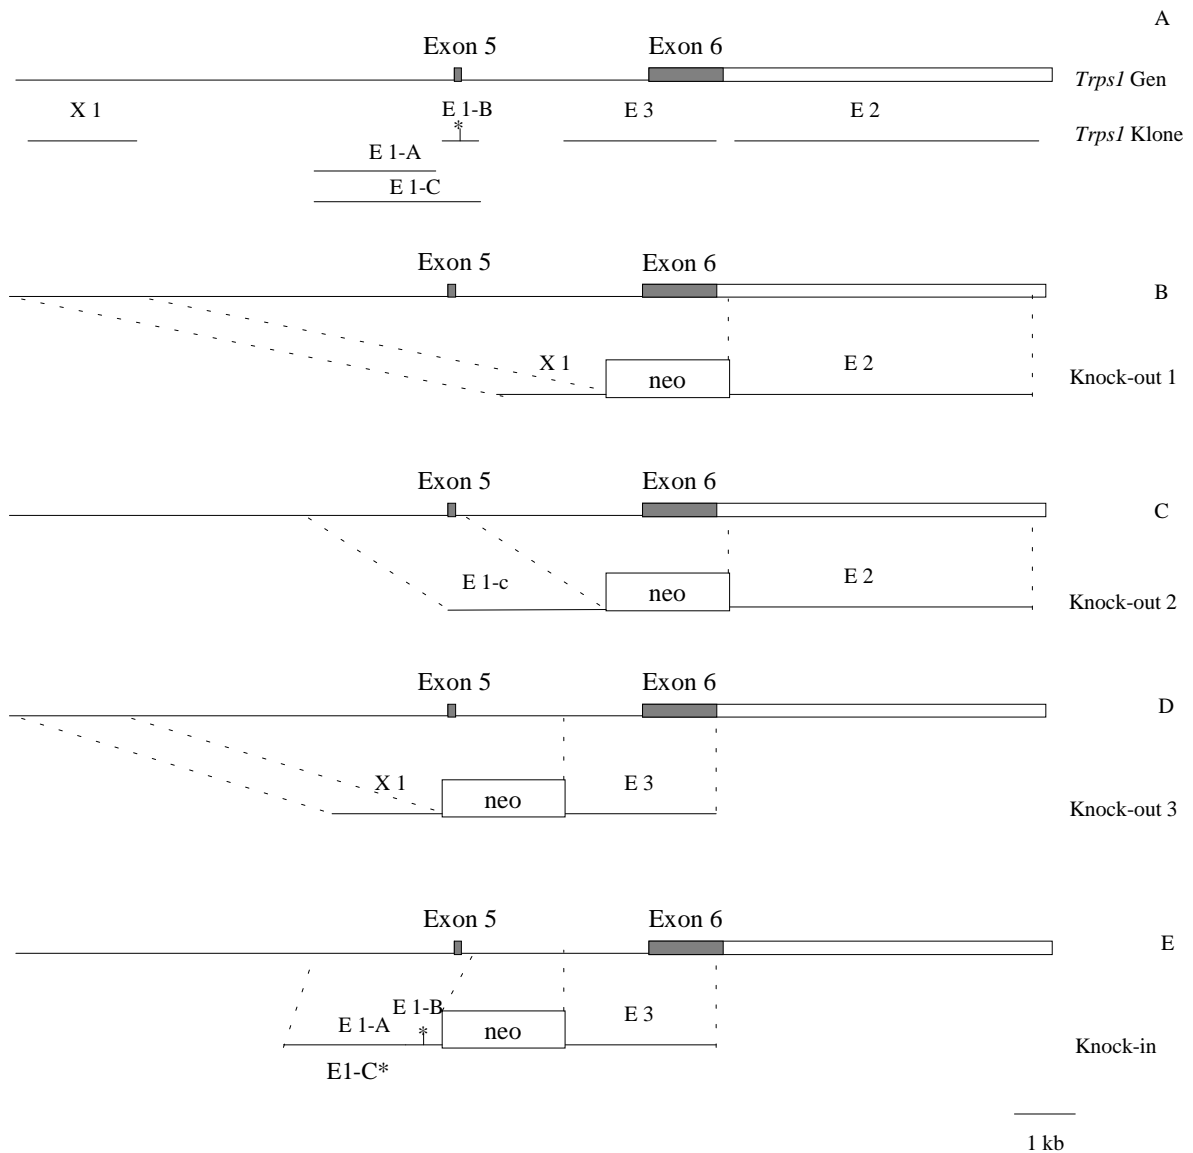 A
Exon 5 Exon 6
Trps1 Gen
X 1 E 1-B E 3 E 2
*
Trps1 Klone
E 1-A
E 1-C
Exon 5 Exon 6
B
X 1 neo E 2
Knock-out 1
Exon 5 Exon 6
C
E 1-c neo E 2
Knock-out 2
Exon 5 Exon 6
D
X 1 neo E 3
Knock-out 3
Exon 5 Exon 6
E
E 1-B
E 1-A * neo E 3
Knock-in
E1-C*
1 kb